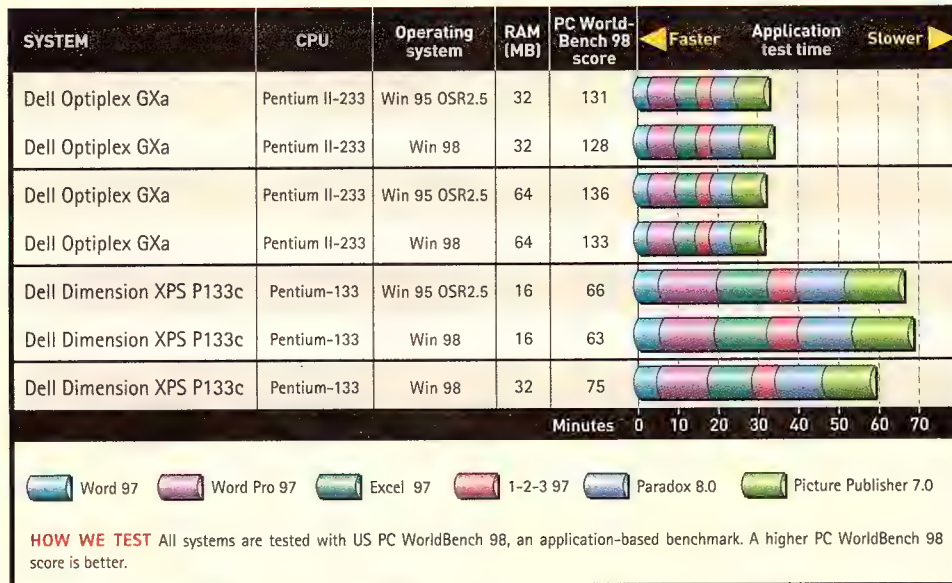 SYSTEM CPU Operating system RAM (MB) PC World-Bench 98 score Faster Application test time Slower
Dell Optiplex GXa Pentium II-233 Win 95 OSR2.5 32 131
Dell Optiplex GXa Pentium II-233 Win 98 32 128
Dell Optiplex GXa Pentium II-233 Win 95 OSR2.5 64 136
Dell Optiplex GXa Pentium II-233 Win 98 64 133
Dell Dimension XPS P133c Pentium-133 Win 95 OSR2.5 16 66
Dell Dimension XPS P133c Pentium-133 Win 98 16 63
Dell Dimension XPS P133c Pentium-133 Win 98 32 75
Minutes 0 10 20 30 40 50 60 70
Word 97 Word Pro 97 Excel 97 1-2-3 97 Paradox 8.0 Picture Publisher 7.0
HOW WE TEST All systems are tested with US PC WorldBench 98, an application-based benchmark. A higher PC WorldBench 98
score is better.